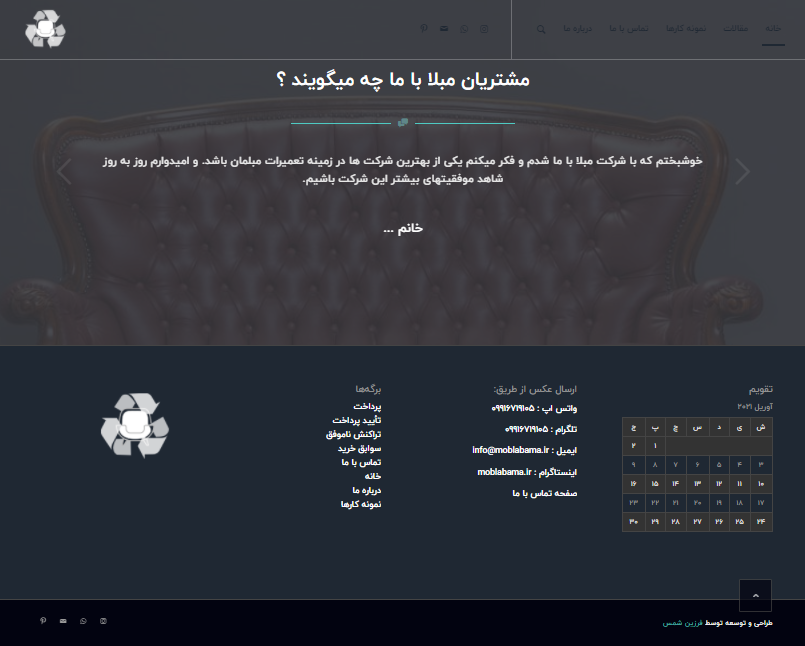 خانه مقالات نمونه کارها تماس با ما درباره ما
مشتریان مبلا با ما چه میگویند ؟
خوشبختم که با شرکت مبلا با ما شدم و فکر میکنم یکی از بهترین شرکت ها در زمینه تعمیرات مبلمان باشد. و امیدوارم روز به روز
شاهد موفقیتهای بیشتر این شرکت باشیم.
خانم ...
تقویم
آوریل 2021
ش ی د س چ پ ج
۱ ۲
۳ ۴ ۵ ۶ ۷ ۸ ۹
۱۰ ۱۱ ۱۲ ۱۳ ۱۴ ۱۵ ۱۶
۱۷ ۱۸ ۱۹ ۲۰ ۲۱ ۲۲ ۲۳
۲۴ ۲۵ ۲۶ ۲۷ ۲۸ ۲۹ ۳۰
ارسال عکس از طریق:
واتس اپ : ۰۹۹۱۶۷۱۹۱۰۵
تلگرام : ۰۹۹۱۶۷۱۹۱۰۵
ایمیل : info@moblabama.ir
اینستاگرام : moblabama.ir
صفحه تماس با ما
برگه‌ها
پرداخت
تأیید پرداخت
تراکنش ناموفق
سوابق خرید
تماس با ما
خانه
درباره ما
نمونه کارها
طراحی و توسعه توسط فرزین شمس